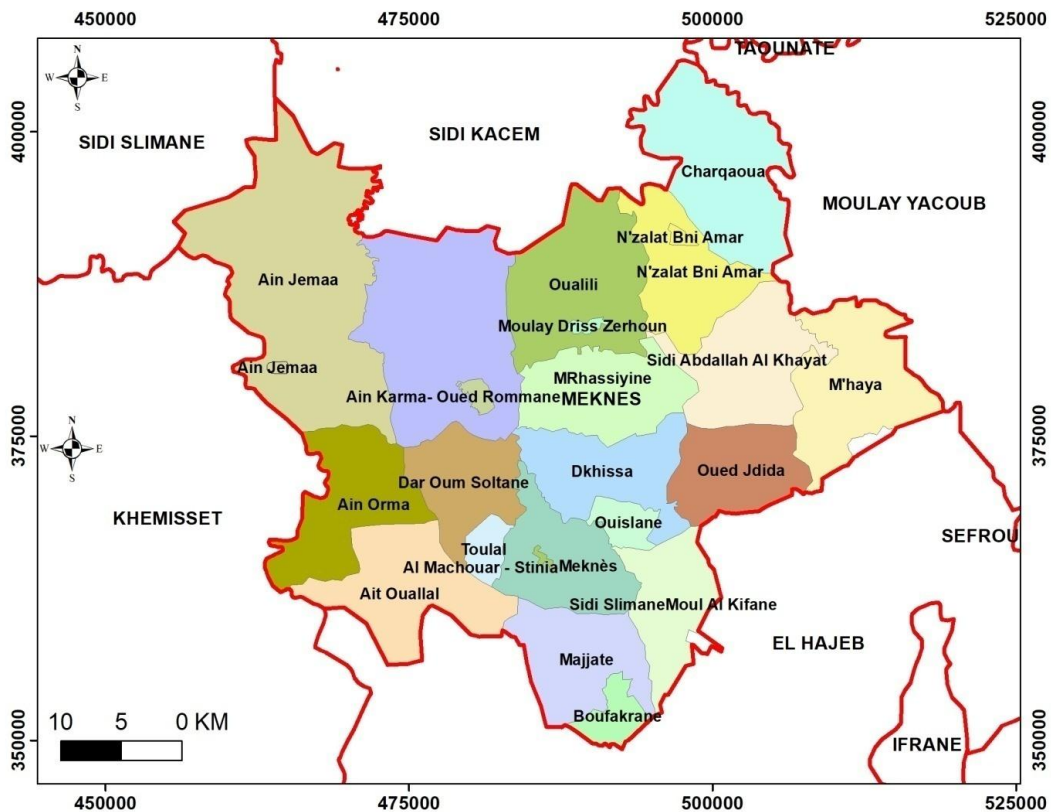 450000 475000 500000 525000
TAOUNATE
N
W E
S
400000
400000
SIDI SLIMANE
SIDI KACEM
Charqaoua
MOULAY YACOUB
N'zalat Bni Amar
N'zalat Bni Amar
Ain Jemaa
Oualili
Moulay Driss Zerhoun
Sidi Abdallah Al Khayat
Ain Jemaa
MRhassiyine
M'haya
Ain Karma- Oued Rommane
MEKNES
N
W E
S
375000
375000
Dkhissa
Oued Jdida
Dar Oum Soltane
Ain Orma
KHEMISSET
Ouislane
SEFROU
Toulal
Al Machouar - Stinia
Meknès
Ait Ouallal
Sidi SlimaneMoul Al Kifane
EL HAJEB
Majjate
Boufakrane
10 5 0 KM
IFRANE
350000
350000
450000 475000 500000 525000